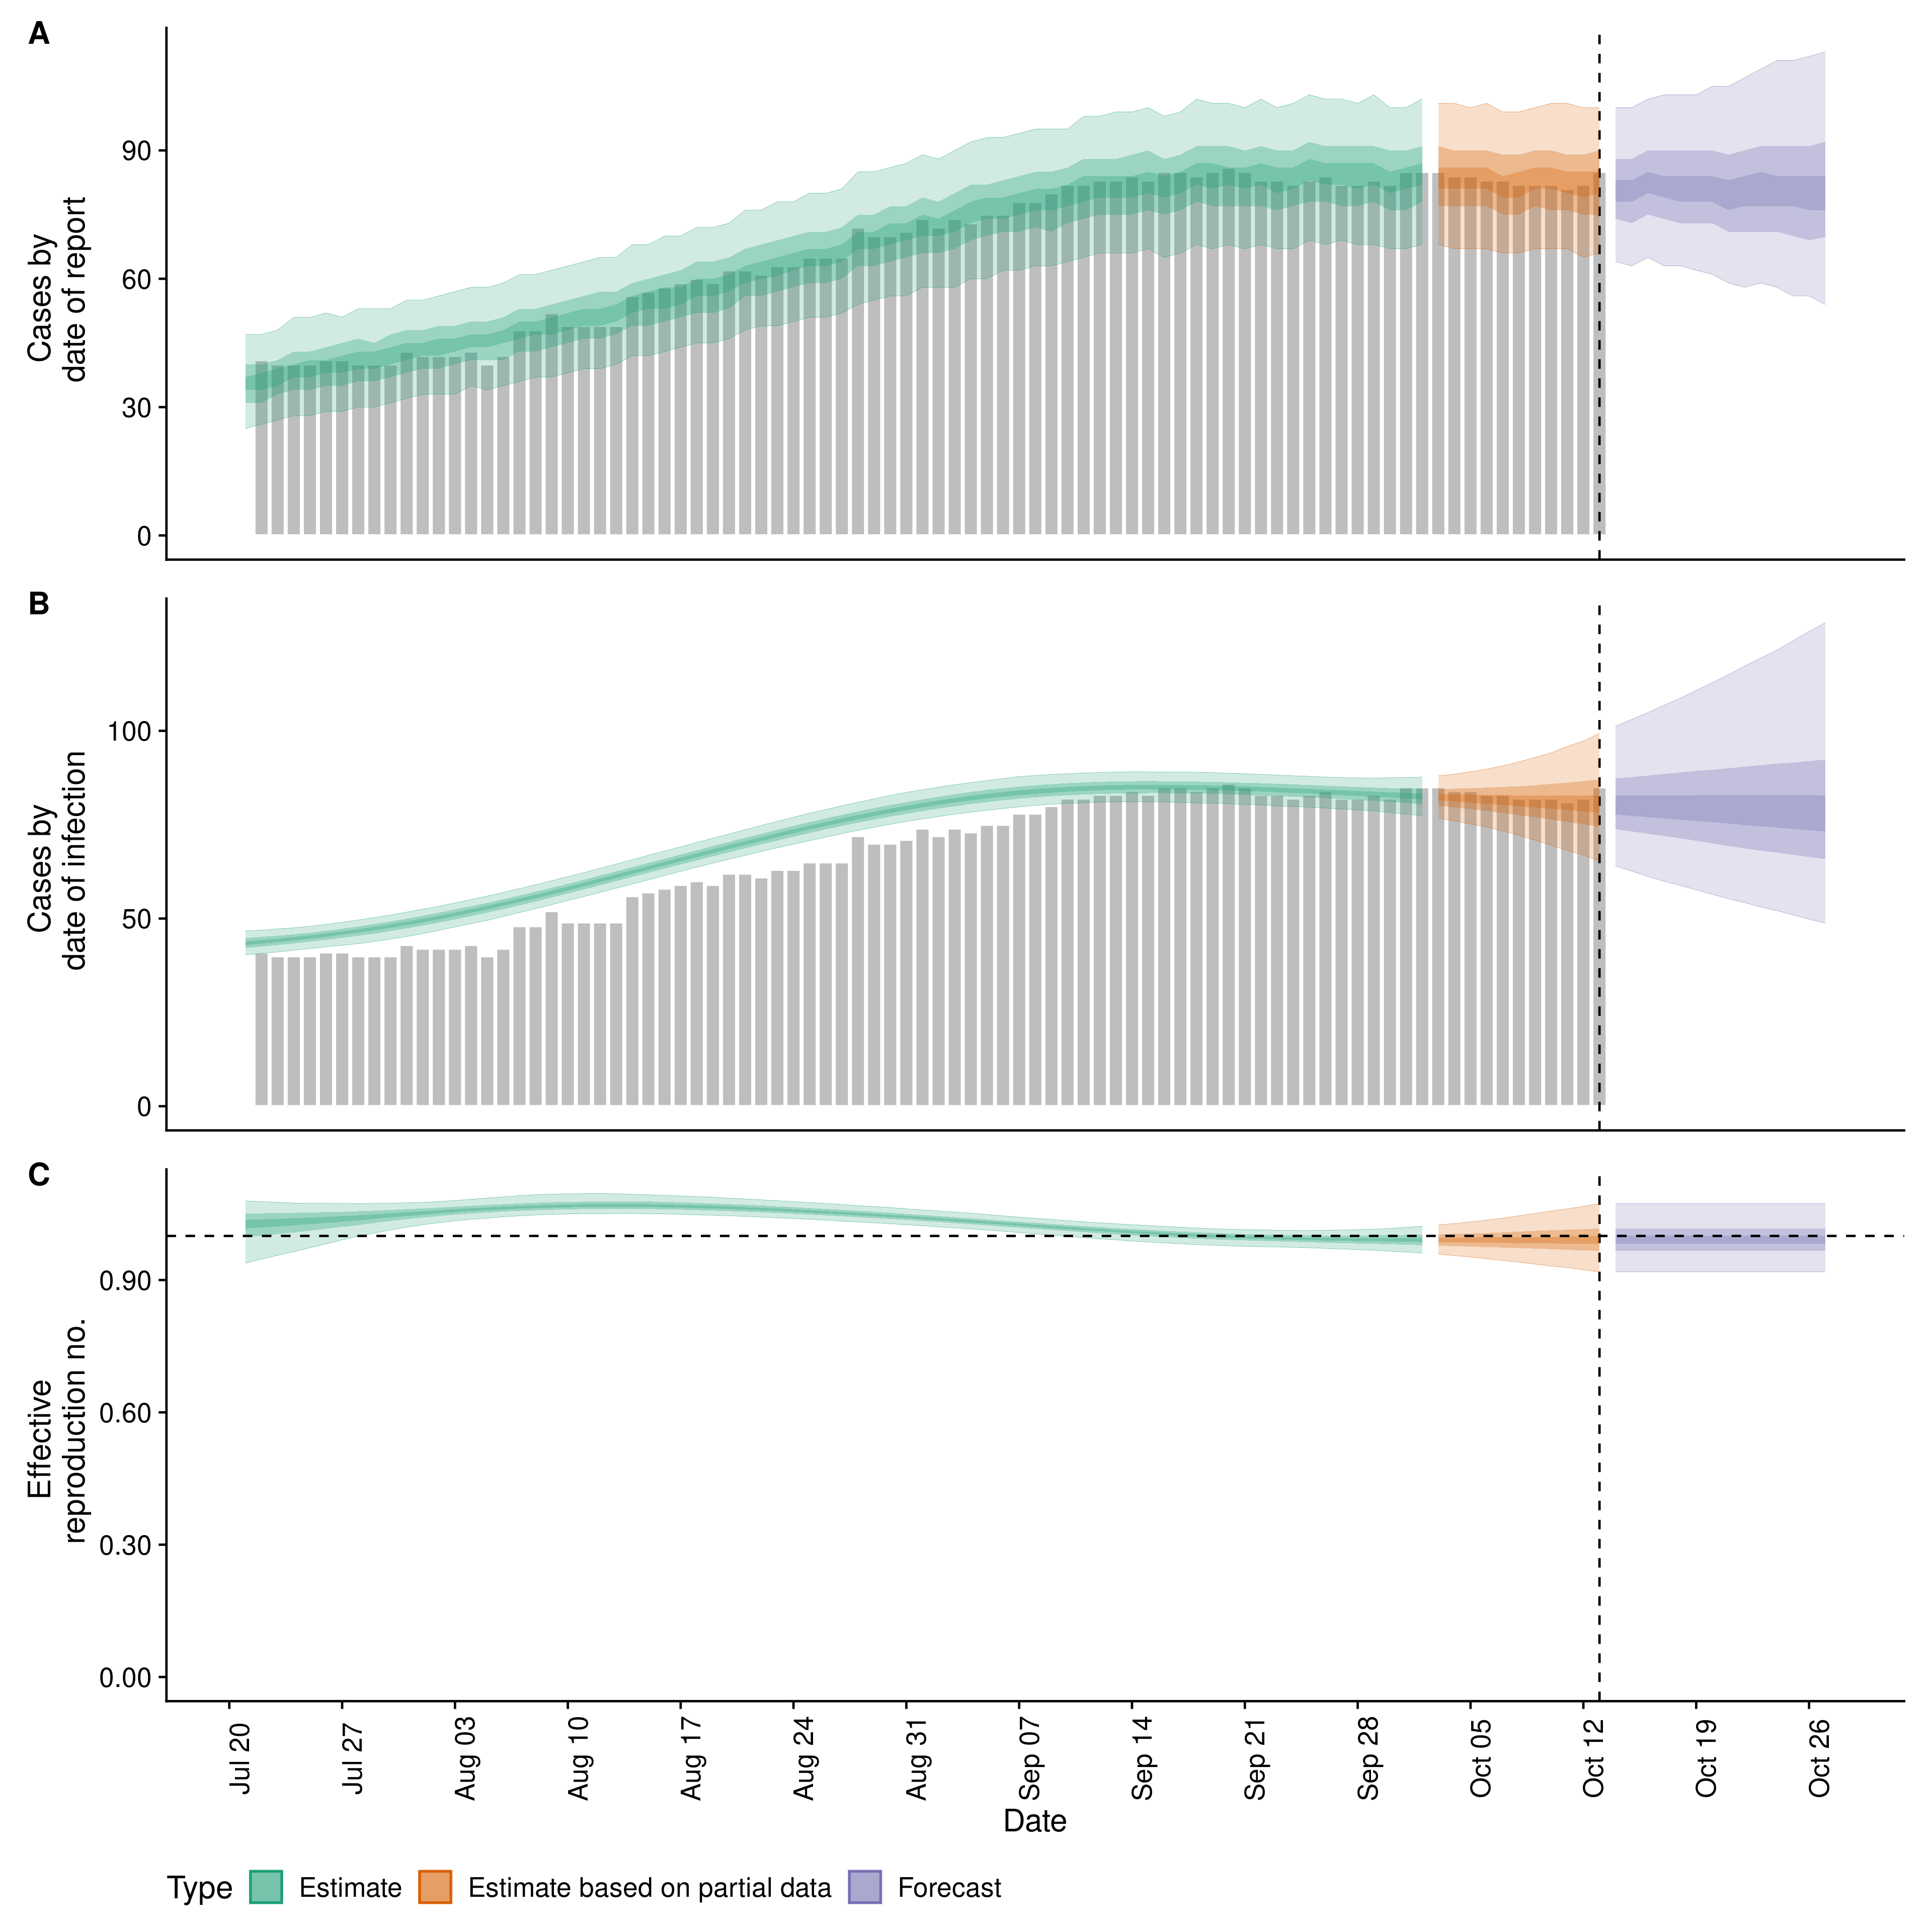 A
Cases by
date of report
90
60
30
0
B
Cases by
date of infection
100
50
0
C
Effective
reproduction no.
0.90
0.60
0.30
0.00
Jul 20
Jul 27
Aug 03
Aug 10
Aug 17
Aug 24
Aug 31
Sep 07
Sep 14
Sep 21
Sep 28
Oct 05
Oct 12
Oct 19
Oct 26
Date
Type
Estimate
Estimate based on partial data
Forecast